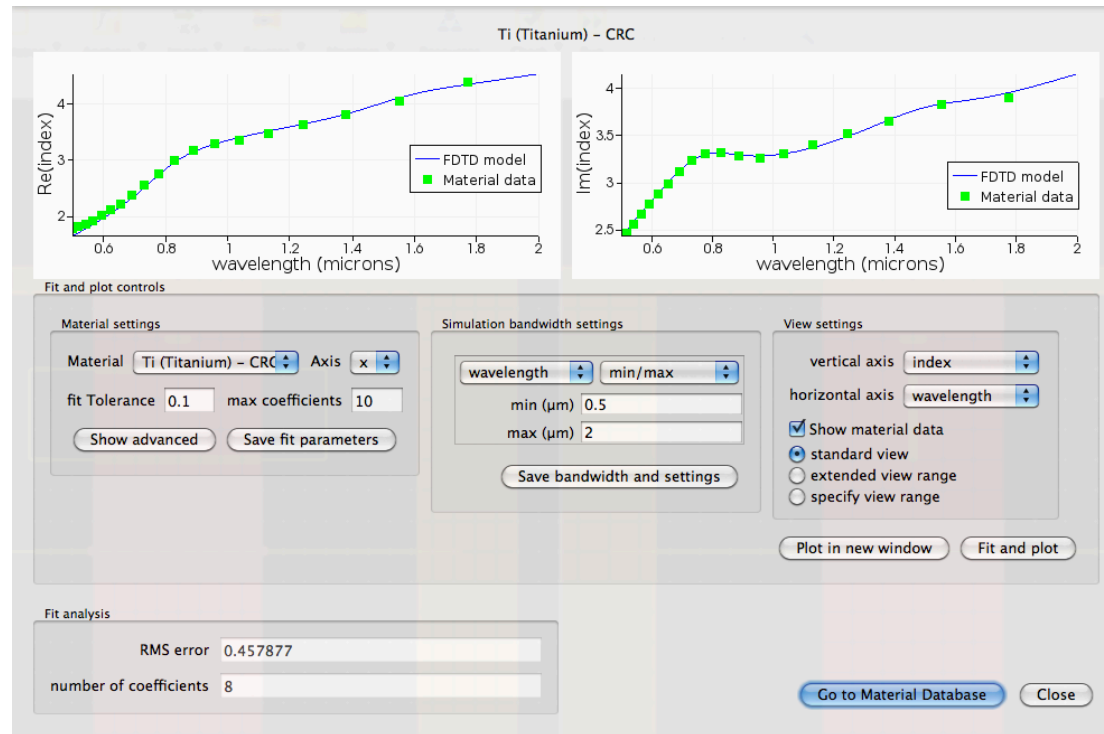 Ti (Titanium) – CRC
Re(index)
4
3
2
0.6 0.8 1 1.2 1.4 1.6 1.8 2
wavelength (microns)
FDTD model
Material data
Im(index)
4
3.5
3
2.5
0.6 0.8 1 1.2 1.4 1.6 1.8 2
wavelength (microns)
FDTD model
Material data
Fit and plot controls
Material settings
Material Ti (Titanium) – CRC Axis x
fit Tolerance 0.1 max coefficients 10
Show advanced Save fit parameters
Simulation bandwidth settings
wavelength min/max
min (µm) 0.5
max (µm) 2
Save bandwidth and settings
View settings
vertical axis index
horizontal axis wavelength
Show material data
standard view
extended view range
specify view range
Plot in new window Fit and plot
Fit analysis
RMS error 0.457877
number of coefficients 8
Go to Material Database Close